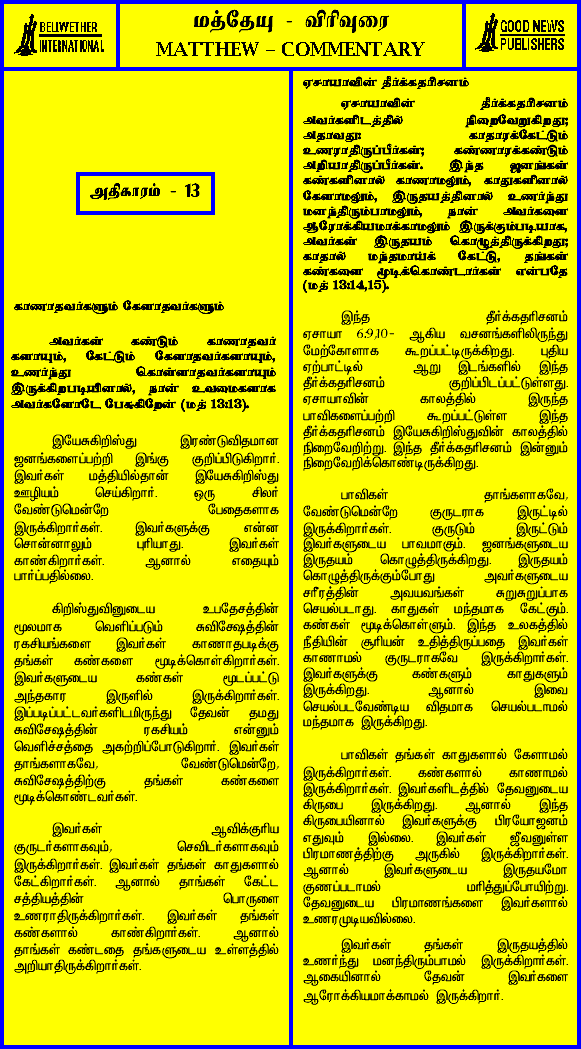 BELLWETHER
INTERNATIONAL
மத்தேயு - விரிவுரை
MATTHEW – COMMENTARY
GOOD NEWS
PUBLISHERS
அதிகாரம் - 13
காணாதவர்களும் கேளாதவர்களும்
அவர்கள் கண்டும் காணாதவர்
களாயும், கேட்டும் கேளாதவர்களாயும்,
உணர்ந்து கொள்ளாதவர்களாயும்
இருக்கிறபடியினால், நான் உவமைகளாக
அவர்களோடே பேசுகிறேன் (மத் 13:13).
இயேசுகிறிஸ்து இரண்டுவிதமான
ஜனங்களைப்பற்றி இங்கு குறிப்பிடுகிறார்.
இவர்கள் மத்தியில்தான் இயேசுகிறிஸ்து
ஊழியம் செய்கிறார். ஒரு சிலர்
வேண்டுமென்றே பேதைகளாக
இருக்கிறார்கள். இவர்களுக்கு என்ன
சொன்னாலும் புரியாது. இவர்கள்
காண்கிறார்கள். ஆனால் எதையும்
பார்ப்பதில்லை.
கிறிஸ்துவினுடைய உபதேசத்தின்
மூலமாக வெளிப்படும் சுவிசேஷத்தின்
ரகசியங்களை இவர்கள் காணாதபடிக்கு
தங்கள் கண்களை மூடிக்கொள்கிறார்கள்.
இவர்களுடைய கண்கள் மூடப்பட்டு
அந்தகார இருளில் இருக்கிறார்கள்.
இப்படிப்பட்டவர்களிடமிருந்து தேவன் தமது
சுவிசேஷத்தின் ரகசியம் என்னும்
வெளிச்சத்தை அகற்றிப்போடுகிறார். இவர்கள்
தாங்களாகவே, வேண்டுமென்றே,
சுவிசேஷத்திற்கு தங்கள் கண்களை
மூடிக்கொண்டவர்கள்.
இவர்கள் ஆவிக்குரிய
குருடர்களாகவும், செவிடர்களாகவும்
இருக்கிறார்கள். இவர்கள் தங்கள் காதுகளால்
கேட்கிறார்கள். ஆனால் தாங்கள் கேட்ட
சத்தியத்தின் பொருளை
உணராதிருக்கிறார்கள். இவர்கள் தங்கள்
கண்களால் காண்கிறார்கள். ஆனால்
தாங்கள் கண்டதை தங்களுடைய உள்ளத்தில்
அறியாதிருக்கிறார்கள்.
ஏசாயாவின் தீர்க்கதரிசனம்
ஏசாயாவின் தீர்க்கதரிசனம்
அவர்களிடத்தில் நிறைவேறுகிறது;
அதாவது: காதாரக்கேட்டும்
உணராதிருப்பீர்கள்; கண்ணாரக்கண்டும்
அறியாதிருப்பீர்கள். இந்த ஜனங்கள்
கண்களினால் காணாமலும், காதுகளினால்
கேளாமலும், இருதயத்தினால் உணர்ந்து
மனந்திரும்பாமலும், நான் அவர்களை
ஆரோக்கியமாக்காமலும் இருக்கும்படியாக,
அவர்கள் இருதயம் கொழுத்திருக்கிறது;
காதால் மந்தமாய்க் கேட்டு, தங்கள்
கண்களை மூடிக்கொண்டார்கள் என்பதே
(மத் 13:14,15).
இந்த தீர்க்கதரிசனம்
ஏசாயா 6:9,10- ஆகிய வசனங்களிலிருந்து
மேற்கோளாக கூறப்பட்டிருக்கிறது. புதிய
ஏற்பாட்டில் ஆறு இடங்களில் இந்த
தீர்க்கதரிசனம் குறிப்பிடப்பட்டுள்ளது.
ஏசாயாவின் காலத்தில் இருந்த
பாவிகளைப்பற்றி கூறப்பட்டுள்ள இந்த
தீர்க்கதரிசனம் இயேசுகிறிஸ்துவின் காலத்தில்
நிறைவேறிற்று. இந்த தீர்க்கதரிசனம் இன்னும்
நிறைவேறிக்கொண்டிருக்கிறது.
பாவிகள் தாங்களாகவே,
வேண்டுமென்றே குருடராக இருட்டில்
இருக்கிறார்கள். குருடும் இருட்டும்
இவர்களுடைய பாவமாகும். ஜனங்களுடைய
இருதயம் கொழுத்திருக்கிறது. இருதயம்
கொழுத்திருக்கும்போது அவர்களுடைய
சரீரத்தின் அவயவங்கள் சுறுசுறுப்பாக
செயல்படாது. காதுகள் மந்தமாக கேட்கும்.
கண்கள் மூடிக்கொள்ளும். இந்த உலகத்தில்
நீதியின் சூரியன் உதித்திருப்பதை இவர்கள்
காணாமல் குருடராகவே இருக்கிறார்கள்.
இவர்களுக்கு கண்களும் காதுகளும்
இருக்கிறது. ஆனால் இவை
செயல்படவேண்டிய விதமாக செயல்படாமல்
மந்தமாக இருக்கிறது.
பாவிகள் தங்கள் காதுகளால் கேளாமல்
இருக்கிறார்கள். கண்களால் காணாமல்
இருக்கிறார்கள். இவர்களிடத்தில் தேவனுடைய
கிருபை இருக்கிறது. ஆனால் இந்த
கிருபையினால் இவர்களுக்கு பிரயோஜனம்
எதுவும் இல்லை. இவர்கள் ஜீவனுள்ள
பிரமாணத்திற்கு அருகில் இருக்கிறார்கள்.
ஆனால் இவர்களுடைய இருதயமோ
குணப்படாமல் மரித்துப்போயிற்று.
தேவனுடைய பிரமாணங்களை இவர்களால்
உணரமுடியவில்லை.
இவர்கள் தங்கள் இருதயத்தில்
உணர்ந்து மனந்திரும்பாமல் இருக்கிறார்கள்.
ஆகையினால் தேவன் இவர்களை
ஆரோக்கியமாக்காமல் இருக்கிறார்.